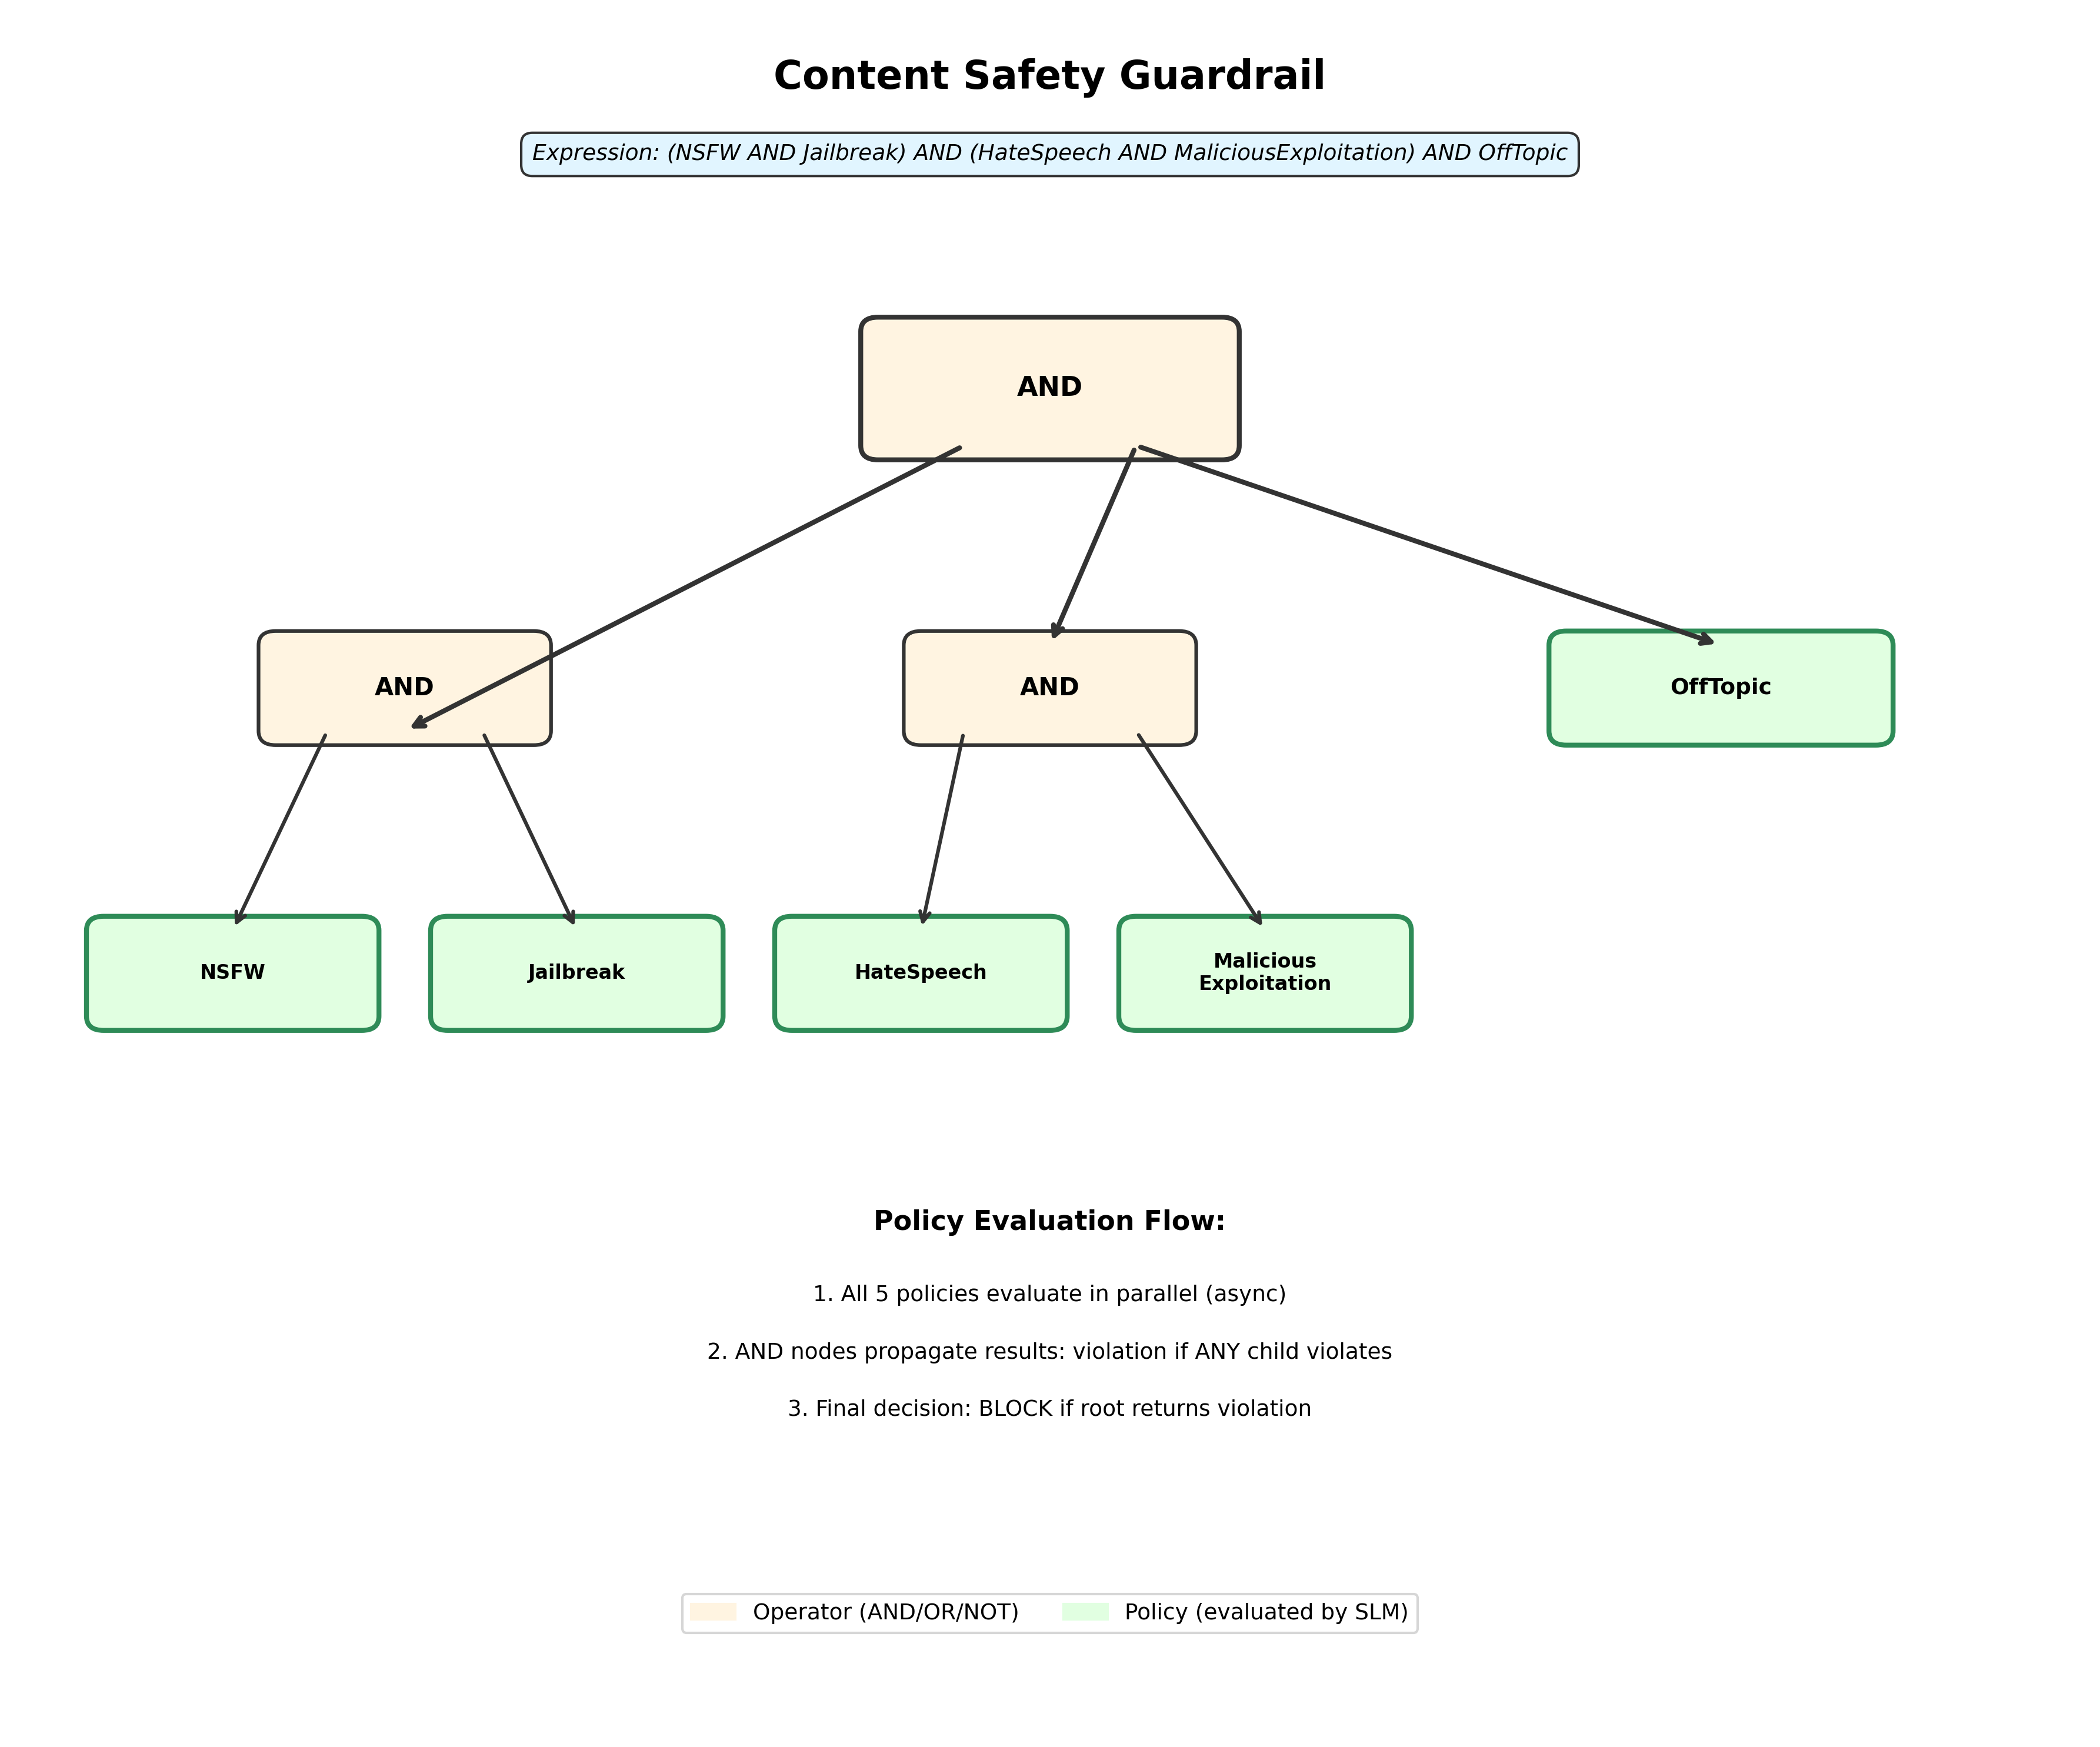 Content Safety Guardrail
Expression: (NSFW AND Jailbreak) AND (HateSpeech AND MaliciousExploitation) AND OffTopic
AND
AND
AND
OffTopic
NSFW
Jailbreak
HateSpeech
Malicious
Exploitation
Policy Evaluation Flow:
1. All 5 policies evaluate in parallel (async)
2. AND nodes propagate results: violation if ANY child violates
3. Final decision: BLOCK if root returns violation
Operator (AND/OR/NOT)
Policy (evaluated by SLM)